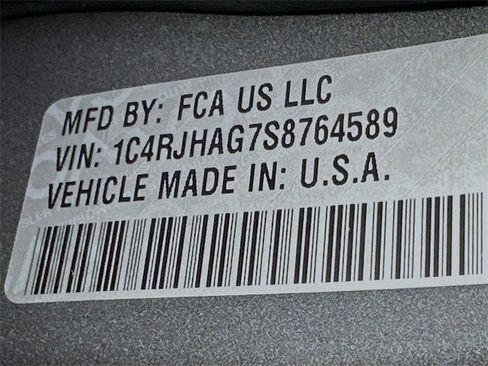 MFD BY: FCA US LLC
VIN: 1C4RJHAG7S8764589
VEHICLE MADE IN: U.S.A.